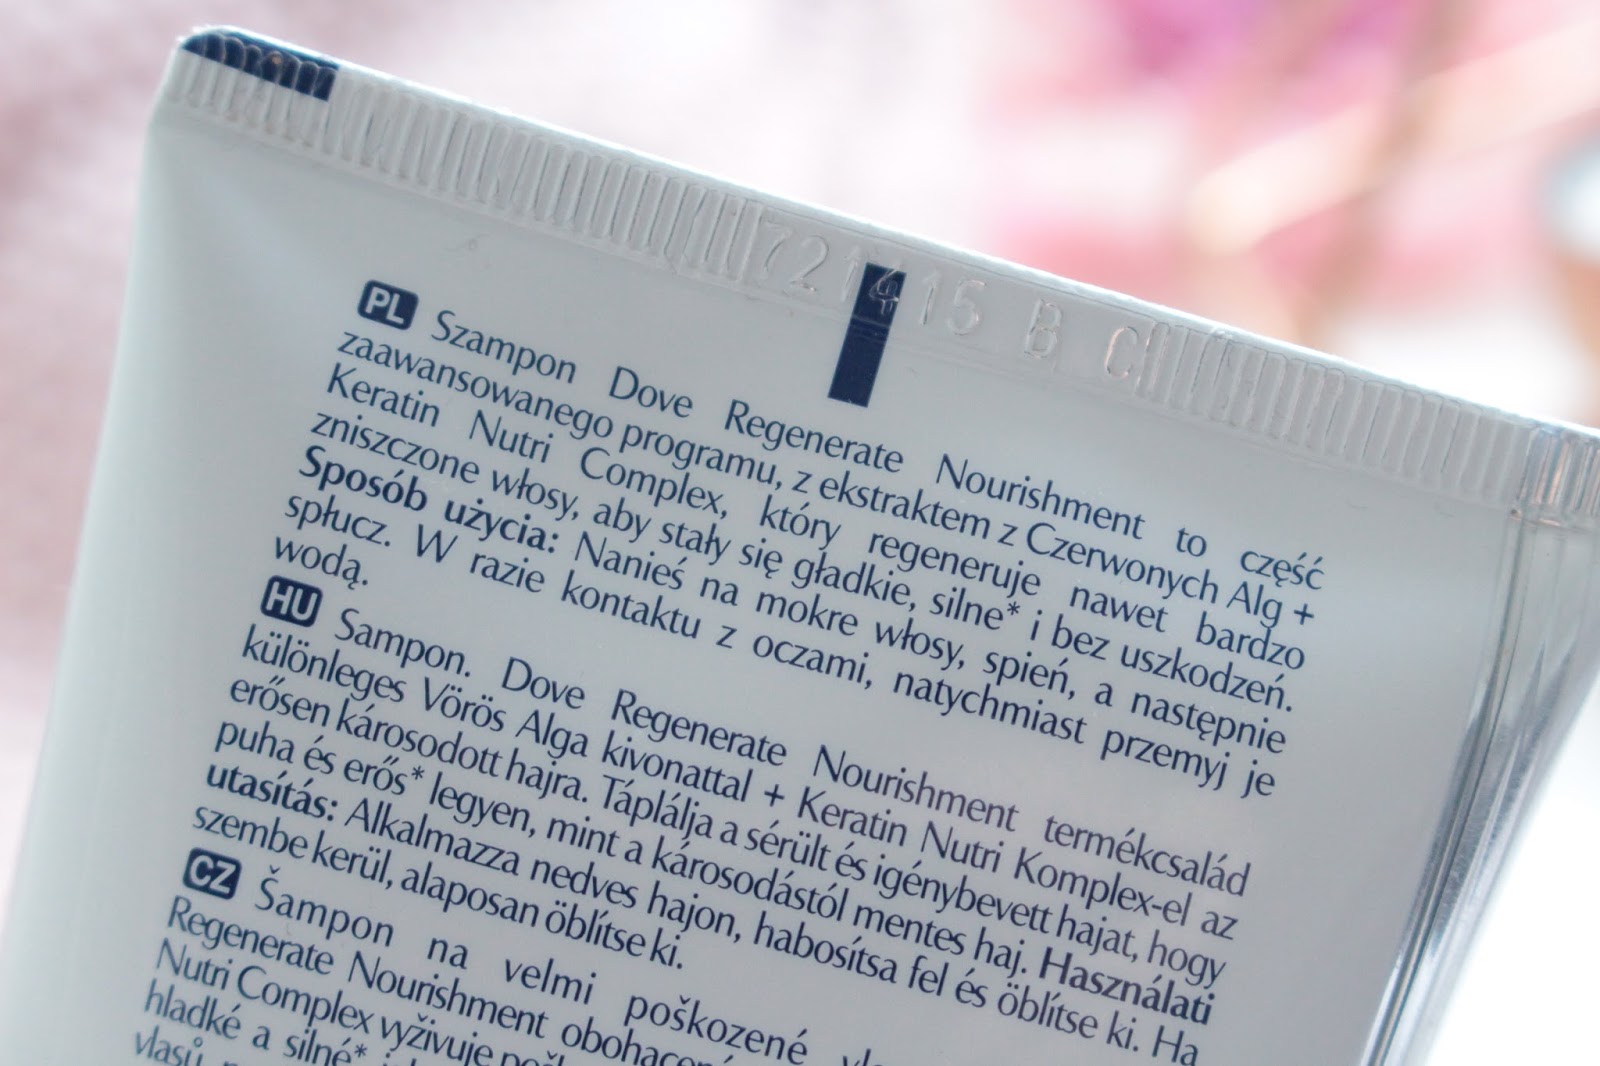 721415 B C
PL Szampon Dove Regenerate Nourishment to część
zaawansowanego programu, z ekstraktem z Czerwonych Alg +
Keratin Nutri Complex, który regeneruje nawet bardzo
zniszczone włosy, aby stały się gładkie, silne* i bez uszkodzeń.
Sposób użycia: Nanieś na mokre włosy, spień, a następnie
spłucz. W razie kontaktu z oczami, natychmiast przemyj je
wodą.
HU Sampon. Dove Regenerate Nourishment termékcsalád
különleges Vörös Alga kivonattal + Keratin Nutri Komplex-el az
erősen károsodott hajra. Táplálja a sérült és igénybevett hajat, hogy
puha és erős* legyen, mint a károsodástól mentes haj. Használati
utasítás: Alkalmazza nedves hajon, habosítsa fel és öblítse ki. Ha
szembe kerül, alaposan öblítse ki.
CZ Šampon na velmi poškozené
Regenerate Nourishment
Nutri Complex vyživuje
hladké a silné*
vlasů